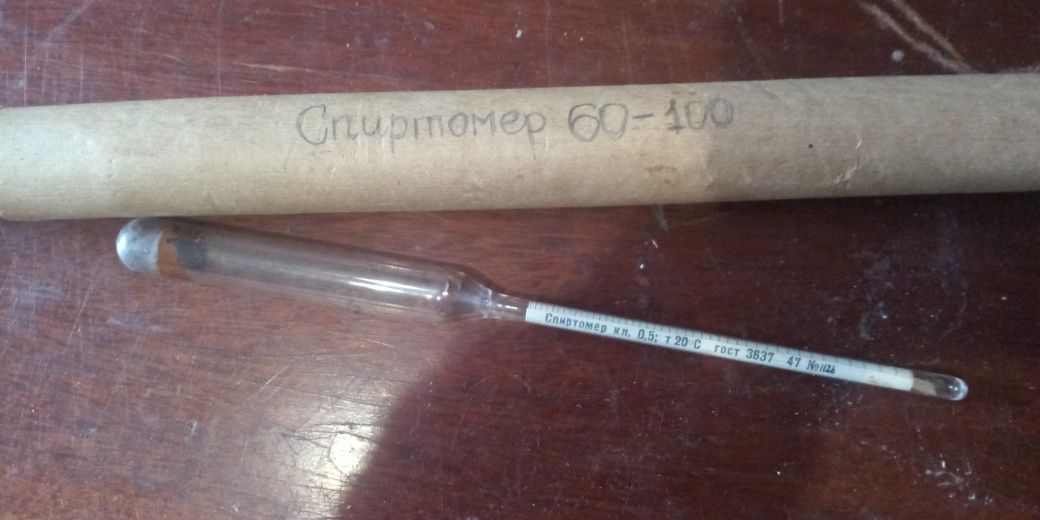 Спиртомер 60-100
Спиртомер кл. 0,5; т 20°С гост 3637 47